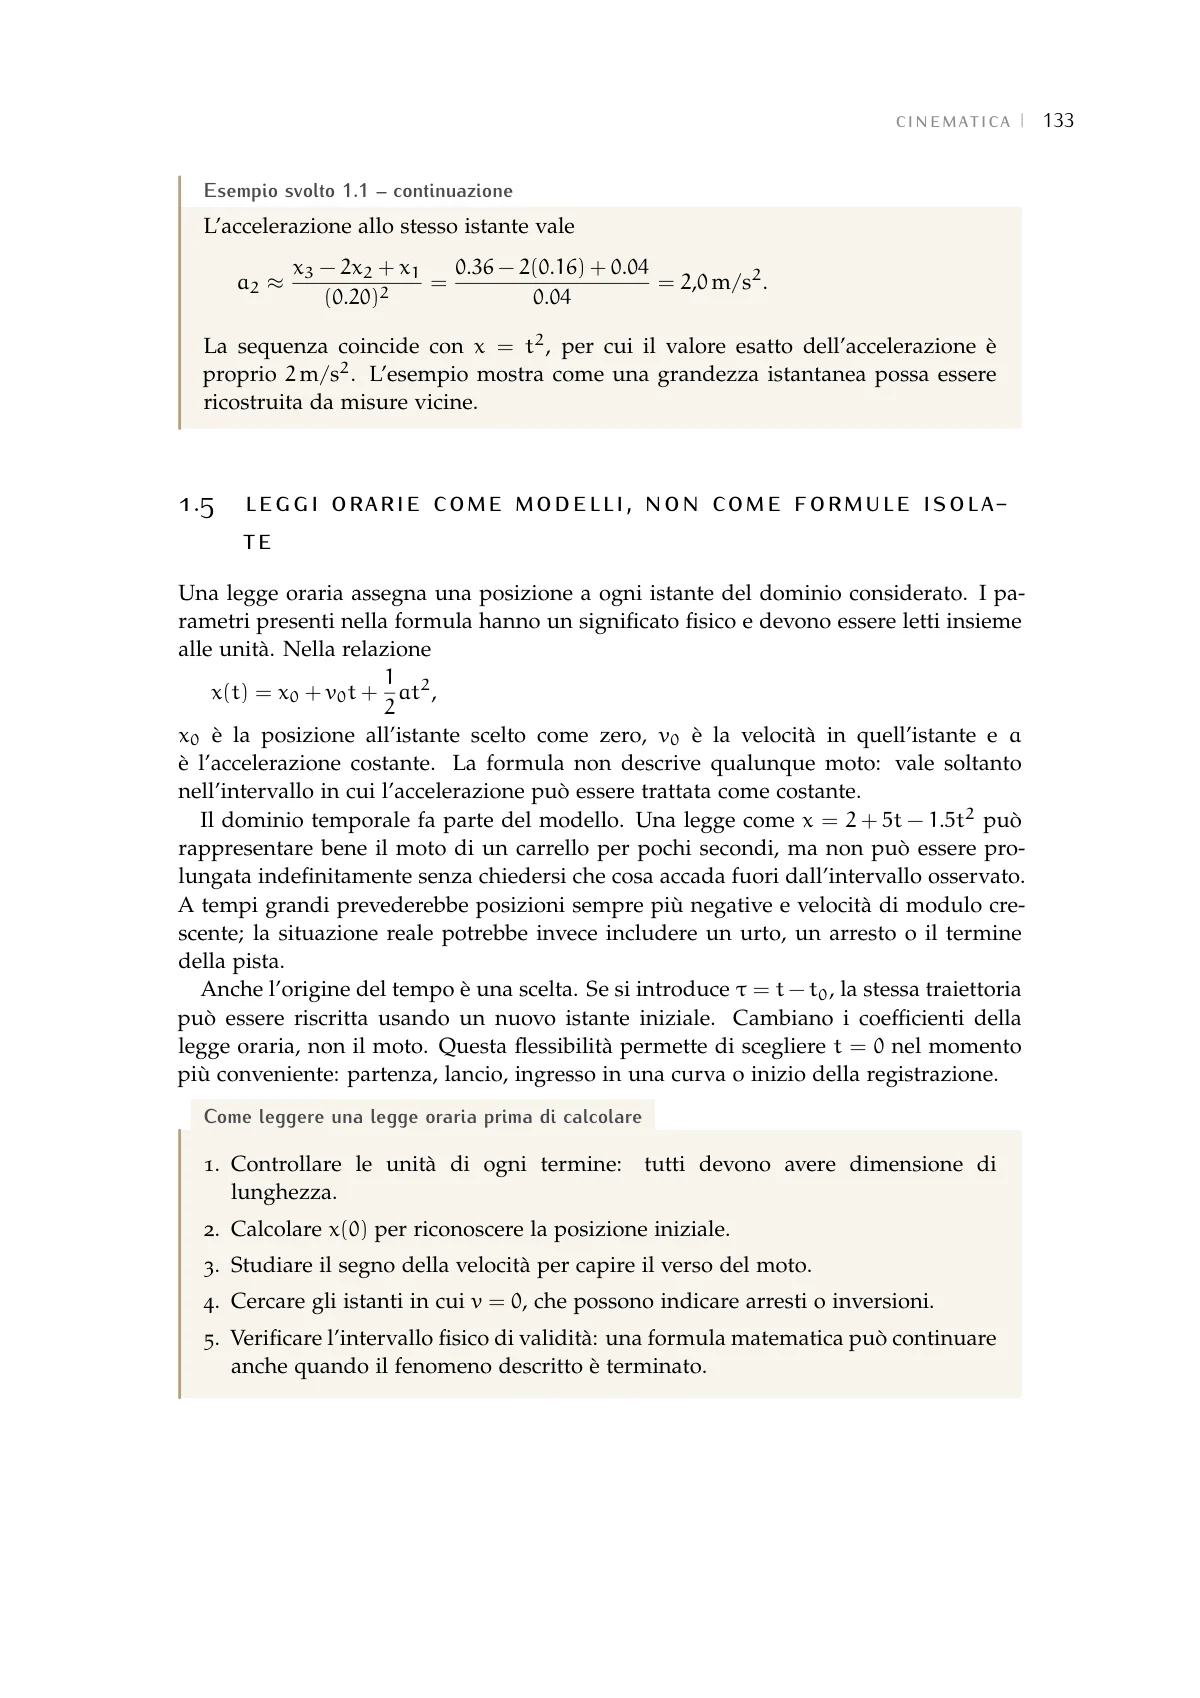 CINEMATICA | 133
Esempio svolto 1.1 – continuazione
L'accelerazione allo stesso istante vale
a₂ ≈ (x₃ − 2x₂ + x₁)/(0.20)² = (0.36 − 2(0.16) + 0.04)/0.04 = 2,0 m/s².
La sequenza coincide con x = t², per cui il valore esatto dell'accelerazione è
proprio 2 m/s². L'esempio mostra come una grandezza istantanea possa essere
ricostruita da misure vicine.
1.5 LEGGI ORARIE COME MODELLI, NON COME FORMULE ISOLA-
TE
Una legge oraria assegna una posizione a ogni istante del dominio considerato. I pa-
rametri presenti nella formula hanno un significato fisico e devono essere letti insieme
alle unità. Nella relazione
x(t) = x₀ + v₀t + 1/2 at²,
x₀ è la posizione all'istante scelto come zero, v₀ è la velocità in quell'istante e a
è l'accelerazione costante. La formula non descrive qualunque moto: vale soltanto
nell'intervallo in cui l'accelerazione può essere trattata come costante.
Il dominio temporale fa parte del modello. Una legge come x = 2 + 5t − 1.5t² può
rappresentare bene il moto di un carrello per pochi secondi, ma non può essere pro-
lungata indefinitamente senza chiedersi che cosa accada fuori dall'intervallo osservato.
A tempi grandi prevederebbe posizioni sempre più negative e velocità di modulo cre-
scente; la situazione reale potrebbe invece includere un urto, un arresto o il termine
della pista.
Anche l'origine del tempo è una scelta. Se si introduce τ = t − t₀, la stessa traiettoria
può essere riscritta usando un nuovo istante iniziale. Cambiano i coefficienti della
legge oraria, non il moto. Questa flessibilità permette di scegliere t = 0 nel momento
più conveniente: partenza, lancio, ingresso in una curva o inizio della registrazione.
Come leggere una legge oraria prima di calcolare
1. Controllare le unità di ogni termine: tutti devono avere dimensione di
lunghezza.
2. Calcolare x(0) per riconoscere la posizione iniziale.
3. Studiare il segno della velocità per capire il verso del moto.
4. Cercare gli istanti in cui v = 0, che possono indicare arresti o inversioni.
5. Verificare l'intervallo fisico di validità: una formula matematica può continuare
anche quando il fenomeno descritto è terminato.